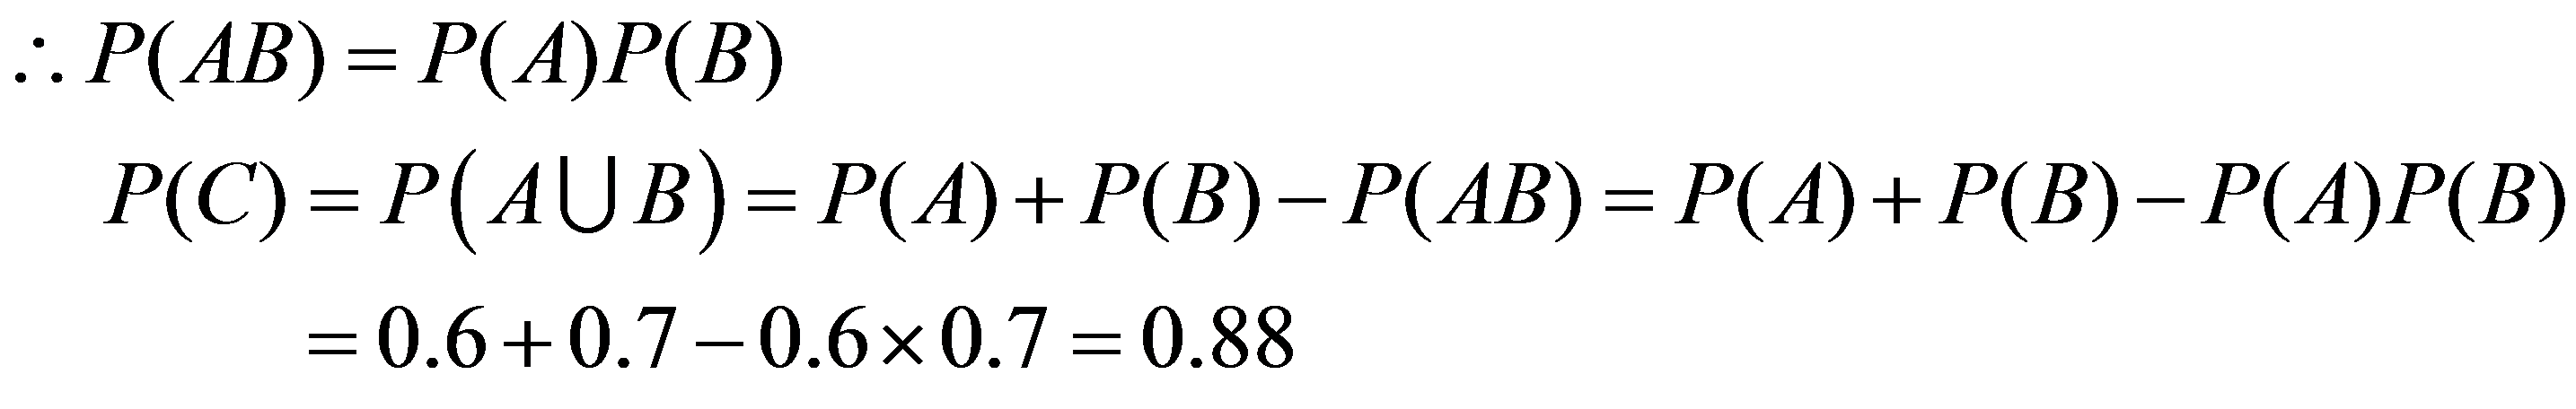 ∴ P(AB) = P(A)P(B)
P(C) = P(A⋃B) = P(A) + P(B) − P(AB) = P(A) + P(B) − P(A)P(B)
= 0.6 + 0.7 − 0.6 × 0.7 = 0.88